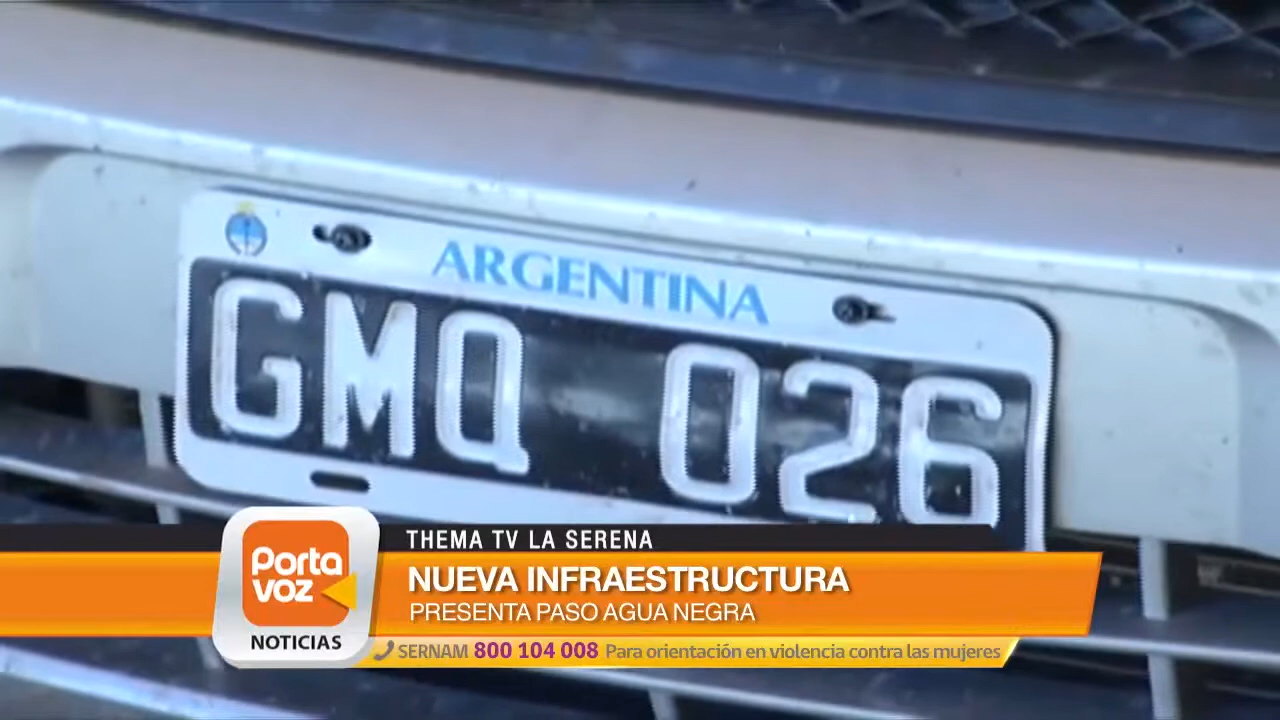 ARGENTINA
GMQ 026
THEMA TV LA SERENA
Porta
voz
NOTICIAS
NUEVA INFRAESTRUCTURA
PRESENTA PASO AGUA NEGRA
SERNAM 800 104 008 Para orientación en violencia contra las mujeres